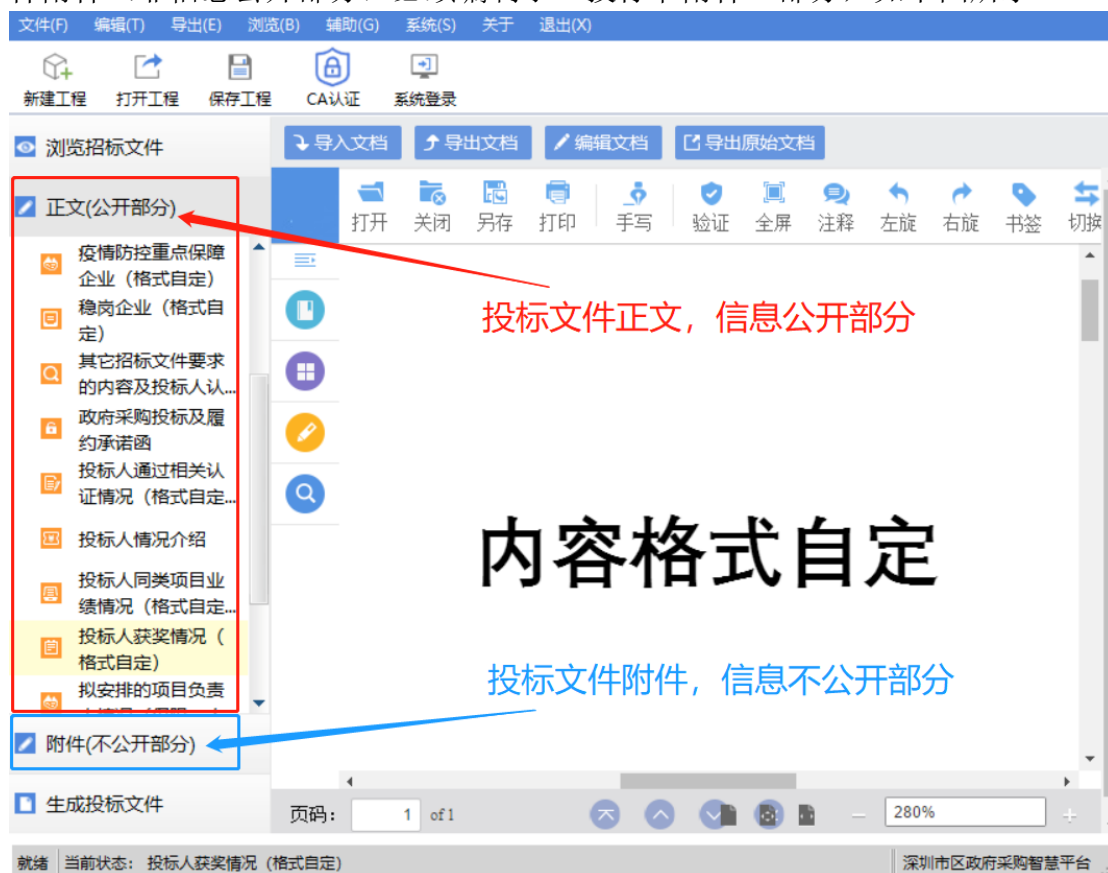 文件(F) 编辑(T) 导出(E) 浏览(B) 辅助(G) 系统(S) 关于 退出(X)
新建工程 打开工程 保存工程 CA认证 系统登录
浏览招标文件
导入文档 导出文档 编辑文档 导出原始文档
正文(公开部分)
打开 关闭 另存 打印 手写 验证 全屏 注释 左旋 右旋 书签 切换
疫情防控重点保障
企业（格式自定）
稳岗企业（格式自
定）
其它招标文件要求
的内容及投标人认...
政府采购投标及履
约承诺函
投标人通过相关认
证情况（格式自定...
投标人情况介绍
投标人同类项目业
绩情况（格式自定...
投标人获奖情况（
格式自定）
拟安排的项目负责
投标文件正文，信息公开部分
内容格式自定
投标文件附件，信息不公开部分
附件(不公开部分)
生成投标文件
页码： 1 of 1 280%
就绪 当前状态： 投标人获奖情况（格式自定） 深圳市区政府采购智慧平台